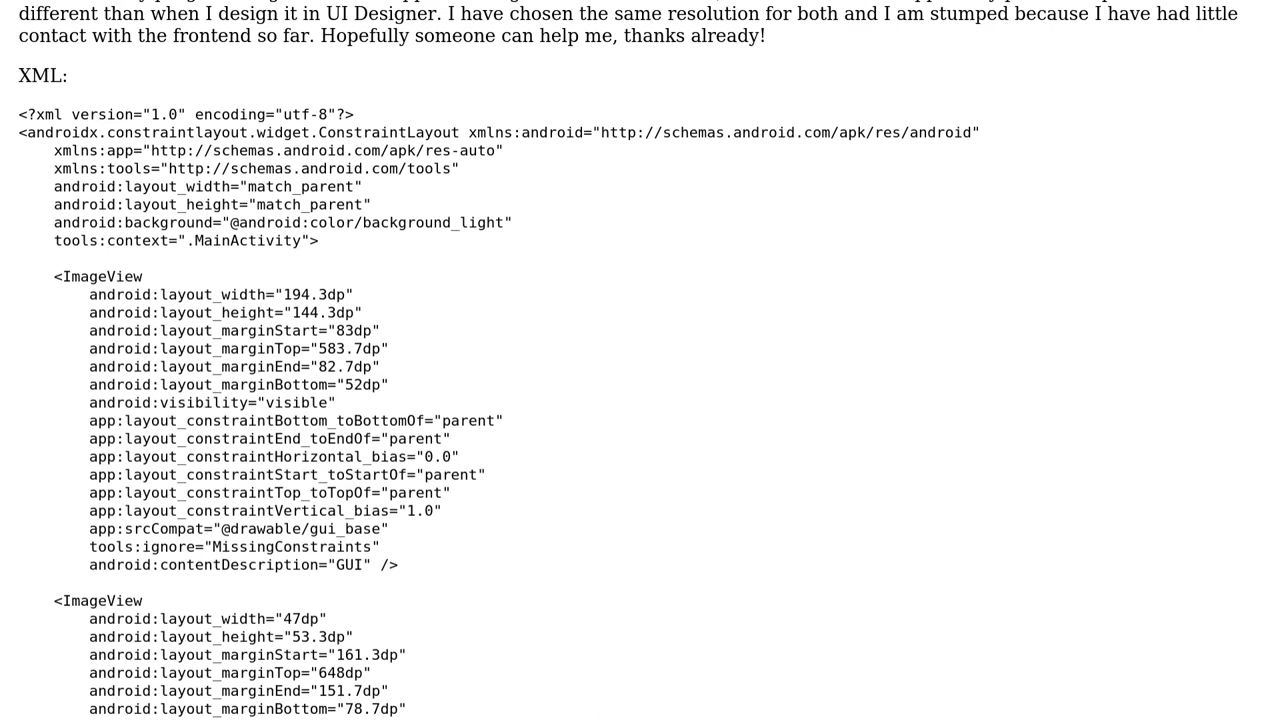 different than when I design it in UI Designer. I have chosen the same resolution for both and I am stumped because I have had little
contact with the frontend so far. Hopefully someone can help me, thanks already!
XML:
<?xml version="1.0" encoding="utf-8"?>
<androidx.constraintlayout.widget.ConstraintLayout xmlns:android="http://schemas.android.com/apk/res/android"
    xmlns:app="http://schemas.android.com/apk/res-auto"
    xmlns:tools="http://schemas.android.com/tools"
    android:layout_width="match_parent"
    android:layout_height="match_parent"
    android:background="@android:color/background_light"
    tools:context=".MainActivity">
    <ImageView
        android:layout_width="194.3dp"
        android:layout_height="144.3dp"
        android:layout_marginStart="83dp"
        android:layout_marginTop="583.7dp"
        android:layout_marginEnd="82.7dp"
        android:layout_marginBottom="52dp"
        android:visibility="visible"
        app:layout_constraintBottom_toBottomOf="parent"
        app:layout_constraintEnd_toEndOf="parent"
        app:layout_constraintHorizontal_bias="0.0"
        app:layout_constraintStart_toStartOf="parent"
        app:layout_constraintTop_toTopOf="parent"
        app:layout_constraintVertical_bias="1.0"
        app:srcCompat="@drawable/gui_base"
        tools:ignore="MissingConstraints"
        android:contentDescription="GUI" />
    <ImageView
        android:layout_width="47dp"
        android:layout_height="53.3dp"
        android:layout_marginStart="161.3dp"
        android:layout_marginTop="648dp"
        android:layout_marginEnd="151.7dp"
        android:layout_marginBottom="78.7dp"